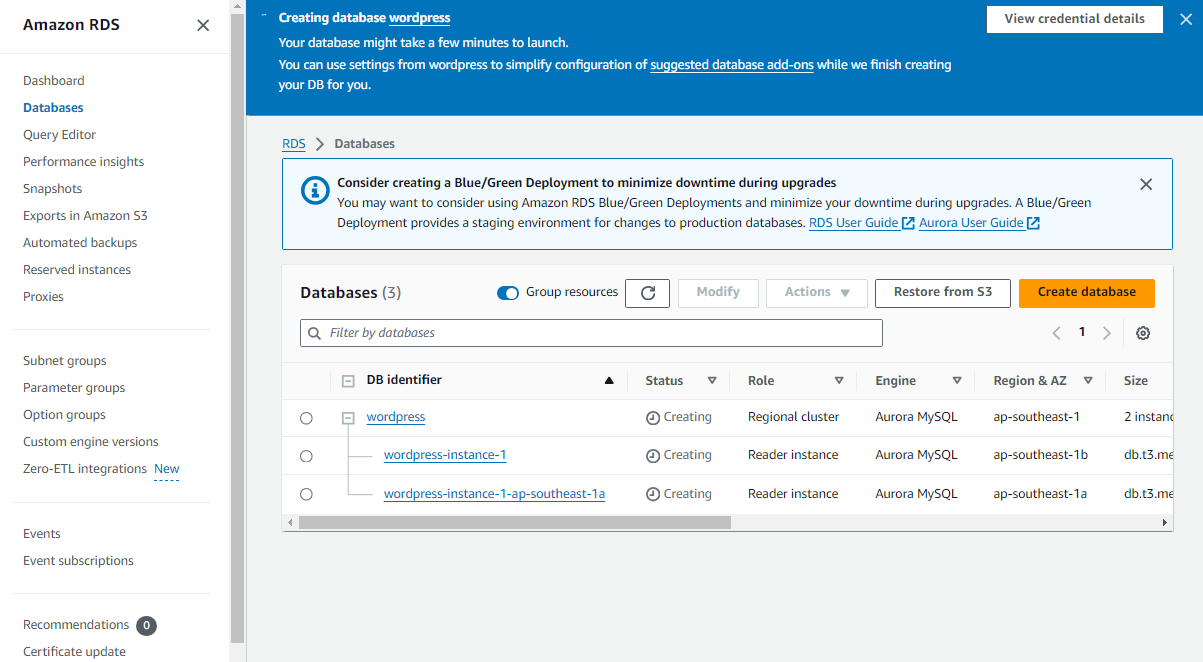 Amazon RDS
Dashboard
Databases
Query Editor
Performance insights
Snapshots
Exports in Amazon S3
Automated backups
Reserved instances
Proxies
Subnet groups
Parameter groups
Option groups
Custom engine versions
Zero-ETL integrations New
Events
Event subscriptions
Recommendations 0
Certificate update
Creating database wordpress
View credential details
Your database might take a few minutes to launch.
You can use settings from wordpress to simplify configuration of suggested database add-ons while we finish creating
your DB for you.
RDS > Databases
Consider creating a Blue/Green Deployment to minimize downtime during upgrades
You may want to consider using Amazon RDS Blue/Green Deployments and minimize your downtime during upgrades. A Blue/Green
Deployment provides a staging environment for changes to production databases. RDS User Guide Aurora User Guide
Databases (3) Group resources Modify Actions Restore from S3 Create database
Filter by databases 1
DB identifier Status Role Engine Region & AZ Size
wordpress Creating Regional cluster Aurora MySQL ap-southeast-1 2 instanc
wordpress-instance-1 Creating Reader instance Aurora MySQL ap-southeast-1b db.t3.me
wordpress-instance-1-ap-southeast-1a Creating Reader instance Aurora MySQL ap-southeast-1a db.t3.me